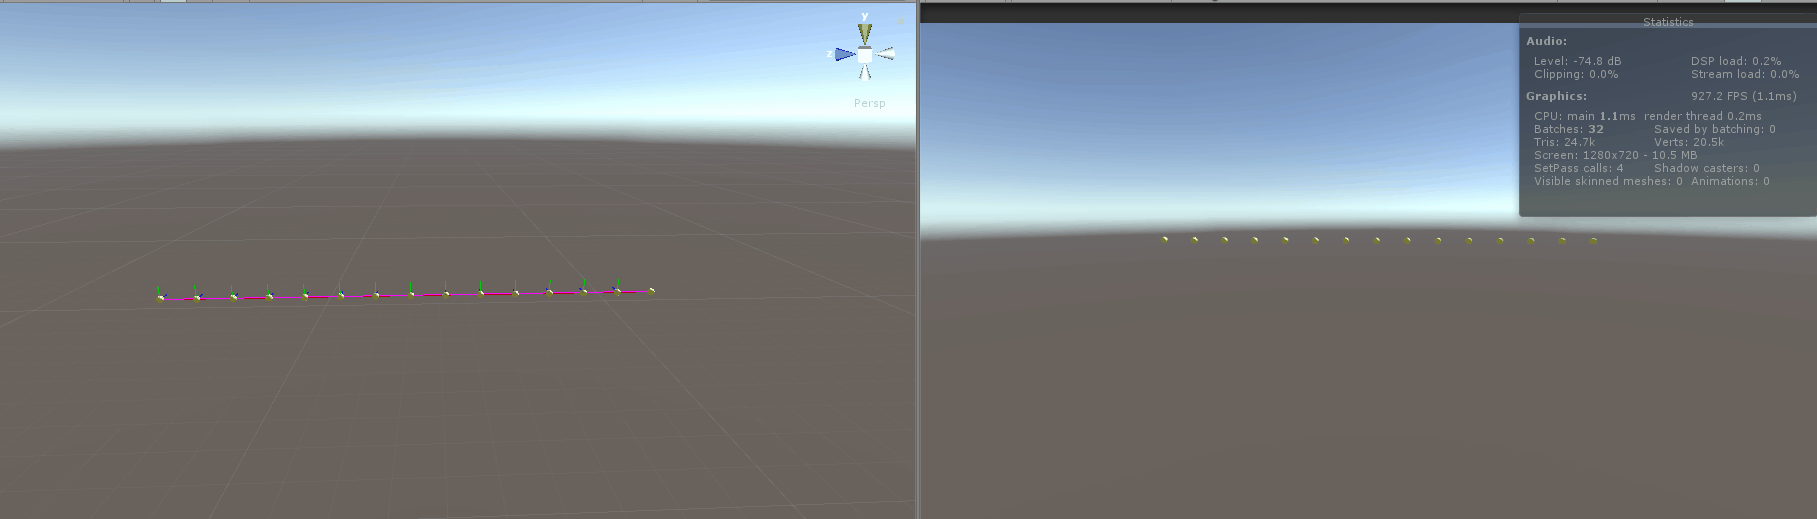 y
z
Persp
Statistics
Audio:
Level: -74.8 dB DSP load: 0.2%
Clipping: 0.0% Stream load: 0.0%
Graphics: 927.2 FPS (1.1ms)
CPU: main 1.1ms render thread 0.2ms
Batches: 32 Saved by batching: 0
Tris: 24.7k Verts: 20.5k
Screen: 1280x720 - 10.5 MB
SetPass calls: 4 Shadow casters: 0
Visible skinned meshes: 0 Animations: 0